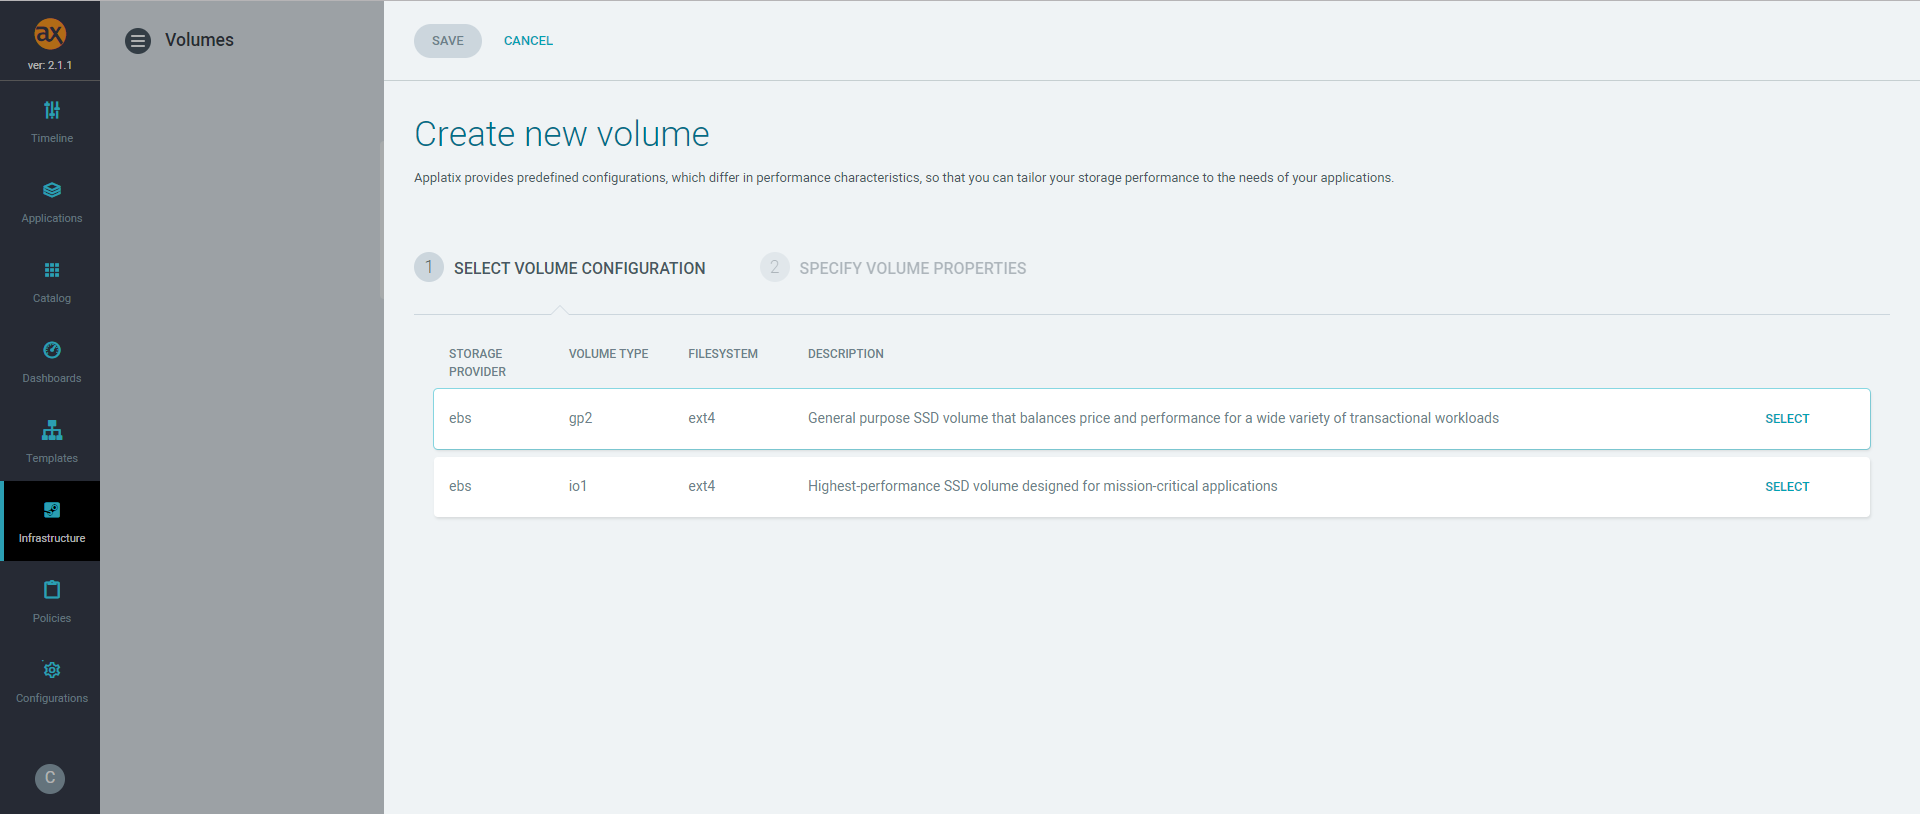 ax
ver: 2.1.1
Timeline
Applications
Catalog
Dashboards
Templates
Infrastructure
Policies
Configurations
C
Volumes
SAVE CANCEL
Create new volume
Applatix provides predefined configurations, which differ in performance characteristics, so that you can tailor your storage performance to the needs of your applications.
1 SELECT VOLUME CONFIGURATION 2 SPECIFY VOLUME PROPERTIES
STORAGE PROVIDER VOLUME TYPE FILESYSTEM DESCRIPTION
ebs gp2 ext4 General purpose SSD volume that balances price and performance for a wide variety of transactional workloads SELECT
ebs io1 ext4 Highest-performance SSD volume designed for mission-critical applications SELECT